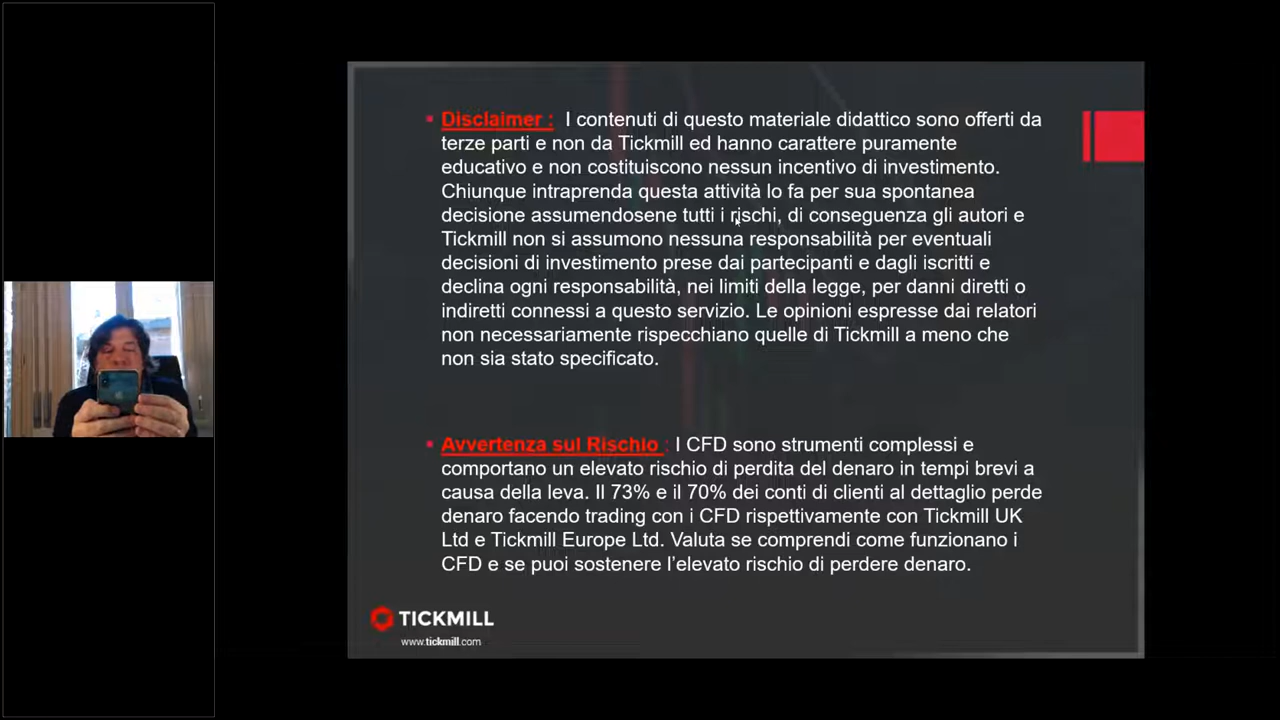 Disclaimer : I contenuti di questo materiale didattico sono offerti da
terze parti e non da Tickmill ed hanno carattere puramente
educativo e non costituiscono nessun incentivo di investimento.
Chiunque intraprenda questa attività lo fa per sua spontanea
decisione assumendosene tutti i rischi, di conseguenza gli autori e
Tickmill non si assumono nessuna responsabilità per eventuali
decisioni di investimento prese dai partecipanti e dagli iscritti e
declina ogni responsabilità, nei limiti della legge, per danni diretti o
indiretti connessi a questo servizio. Le opinioni espresse dai relatori
non necessariamente rispecchiano quelle di Tickmill a meno che
non sia stato specificato.
Avvertenza sul Rischio : I CFD sono strumenti complessi e
comportano un elevato rischio di perdita del denaro in tempi brevi a
causa della leva. Il 73% e il 70% dei conti di clienti al dettaglio perde
denaro facendo trading con i CFD rispettivamente con Tickmill UK
Ltd e Tickmill Europe Ltd. Valuta se comprendi come funzionano i
CFD e se puoi sostenere l’elevato rischio di perdere denaro.
TICKMILL
www.tickmill.com